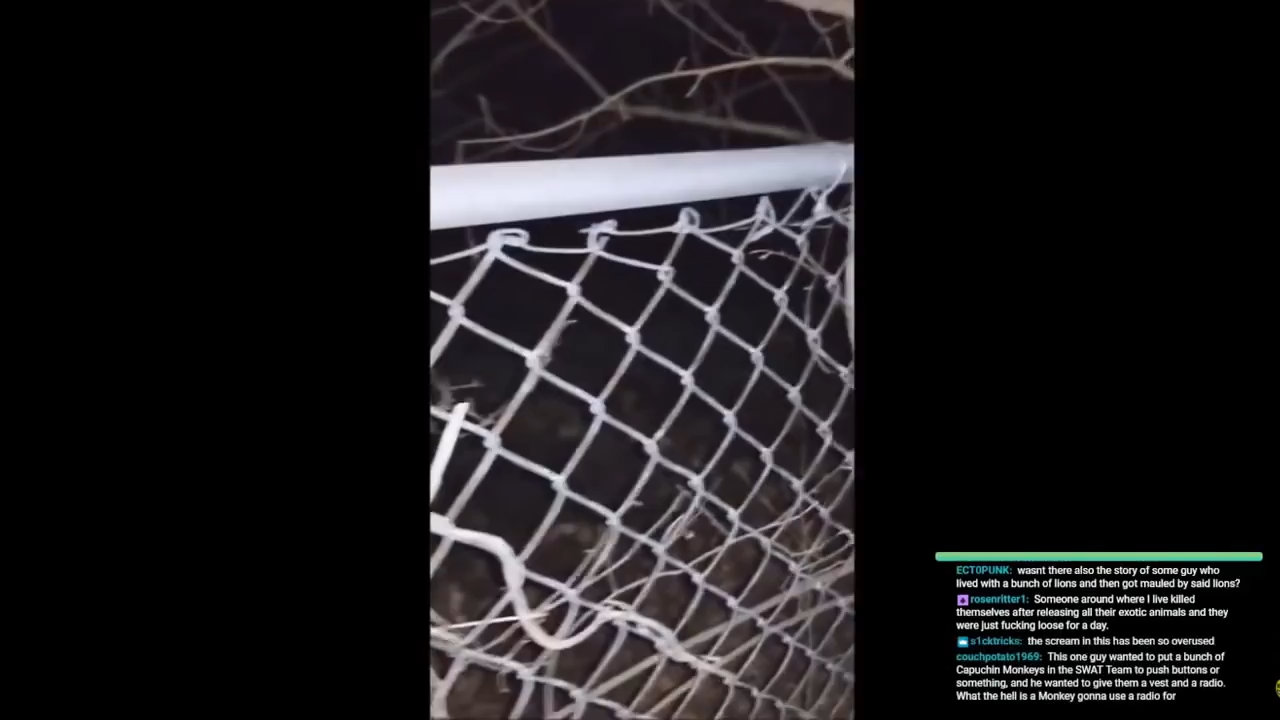 ECT0PUNK: wasnt there also the story of some guy who
lived with a bunch of lions and then got mauled by said lions?
rosenritter1: Someone around where I live killed
themselves after releasing all their exotic animals and they
were just fucking loose for a day.
s1cktricks: the scream in this has been so overused
couchpotato1969: This one guy wanted to put a bunch of
Capuchin Monkeys in the SWAT Team to push buttons or
something, and he wanted to give them a vest and a radio.
What the hell is a Monkey gonna use a radio for